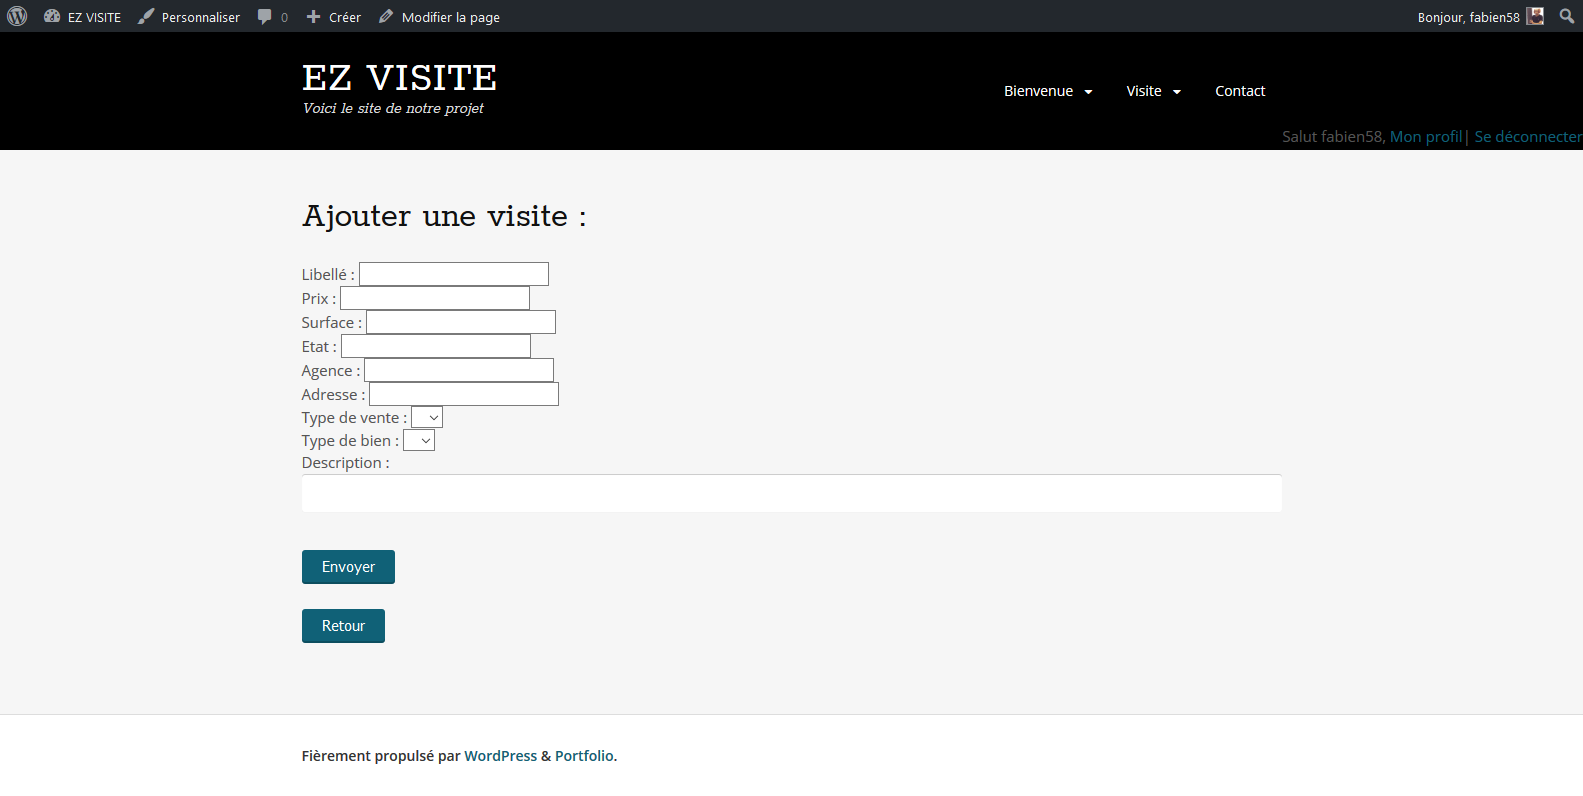 EZ VISITE Personnaliser 0 Créer Modifier la page Bonjour, fabien58
EZ VISITE
Voici le site de notre projet
Bienvenue Visite Contact
Salut fabien58, Mon profil| Se déconnecter
Ajouter une visite :
Libellé :
Prix :
Surface :
Etat :
Agence :
Adresse :
Type de vente :
Type de bien :
Description :
Envoyer
Retour
Fièrement propulsé par WordPress & Portfolio.